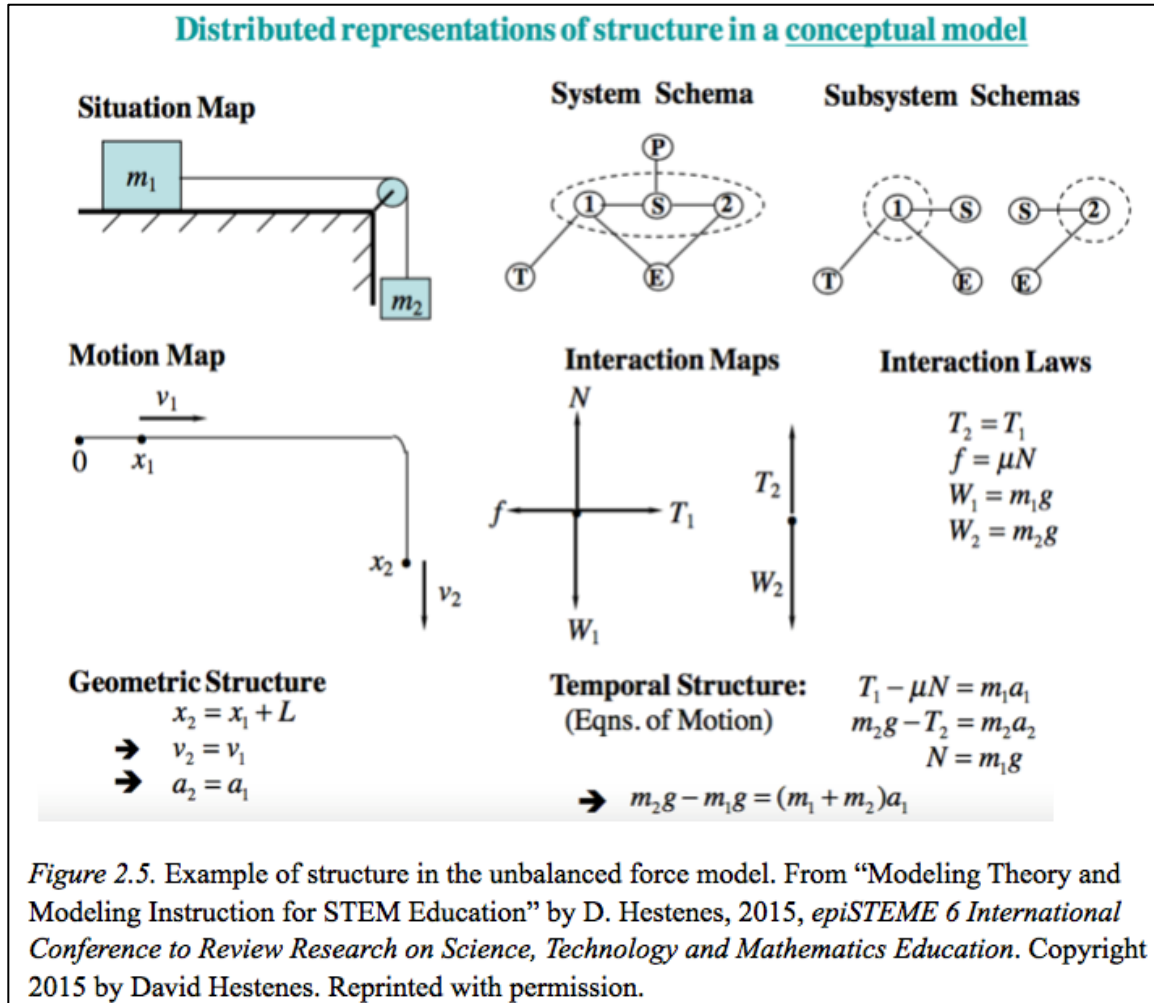 Distributed representations of structure in a conceptual model
Situation Map
m₁
m₂
System Schema
P
1 S 2
T E
Subsystem Schemas
1 S S 2
T E E
Motion Map
v₁
0 x₁
x₂
v₂
Interaction Maps
N
f T₁
W₁
T₂
W₂
Interaction Laws
T₂ = T₁
f = μN
W₁ = m₁g
W₂ = m₂g
Geometric Structure
x₂ = x₁ + L
➔ v₂ = v₁
➔ a₂ = a₁
Temporal Structure:
(Eqns. of Motion)
T₁ – μN = m₁a₁
m₂g – T₂ = m₂a₂
N = m₁g
➔ m₂g – m₁g = (m₁ + m₂)a₁
Figure 2.5. Example of structure in the unbalanced force model. From “Modeling Theory and
Modeling Instruction for STEM Education” by D. Hestenes, 2015, epiSTEME 6 International
Conference to Review Research on Science, Technology and Mathematics Education. Copyright
2015 by David Hestenes. Reprinted with permission.